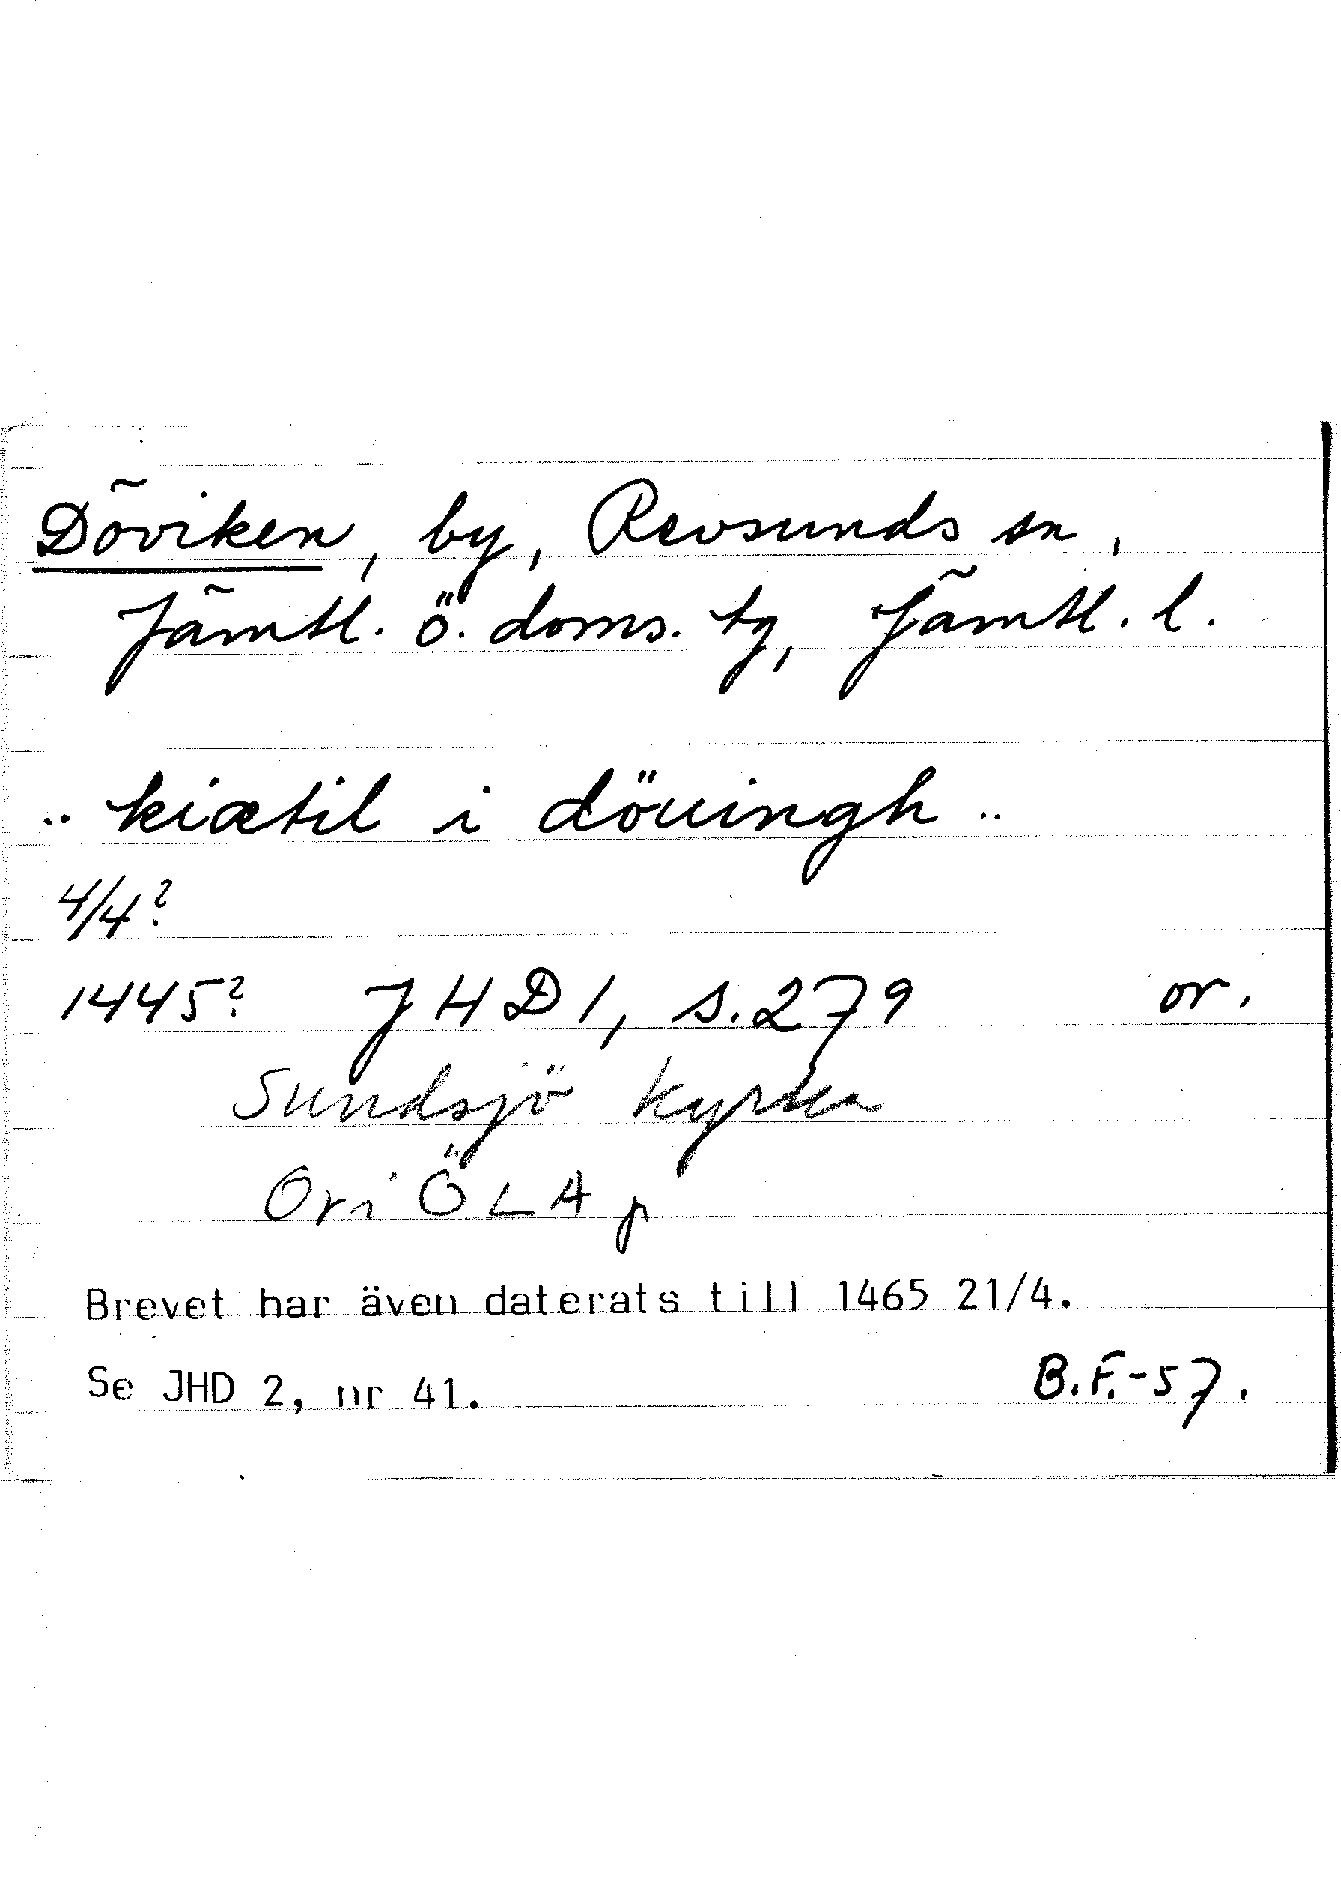 Döviken, by, Revsunds sn,
Jämtl. ö. doms. tg, Jämtl. l.
.. kiætil i döuingh ..
4/4?
1445? JHD 1, s. 279 or.
Sundsjö kyrka
Or i ÖLA p
Brevet har även daterats till 1465 21/4.
Se JHD 2, nr 41. B.F.-57.